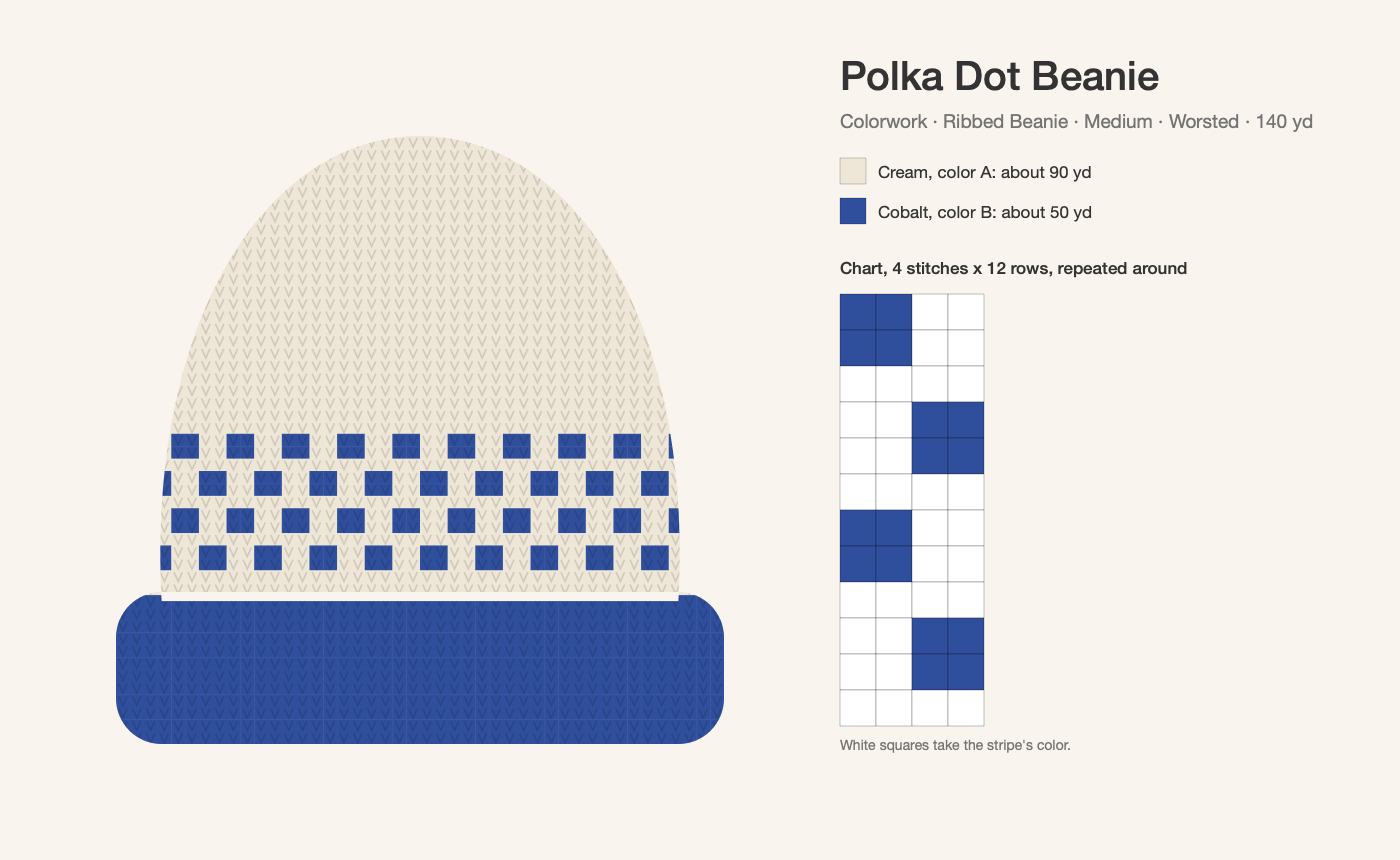 Polka Dot Beanie
Colorwork · Ribbed Beanie · Medium · Worsted · 140 yd
Cream, color A: about 90 yd
Cobalt, color B: about 50 yd
Chart, 4 stitches x 12 rows, repeated around
White squares take the stripe's color.